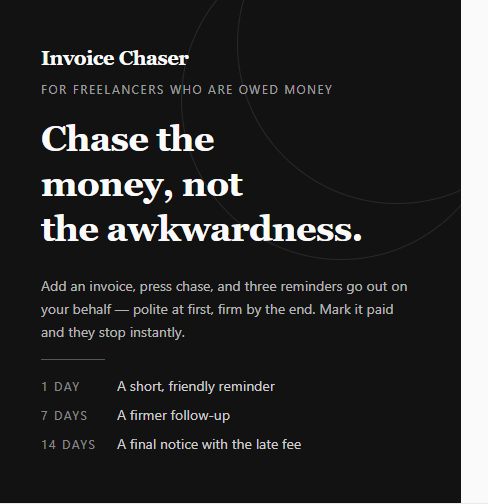 Invoice Chaser
FOR FREELANCERS WHO ARE OWED MONEY
Chase the
money, not
the awkwardness.
Add an invoice, press chase, and three reminders go out on
your behalf — polite at first, firm by the end. Mark it paid
and they stop instantly.
1 DAY A short, friendly reminder
7 DAYS A firmer follow-up
14 DAYS A final notice with the late fee